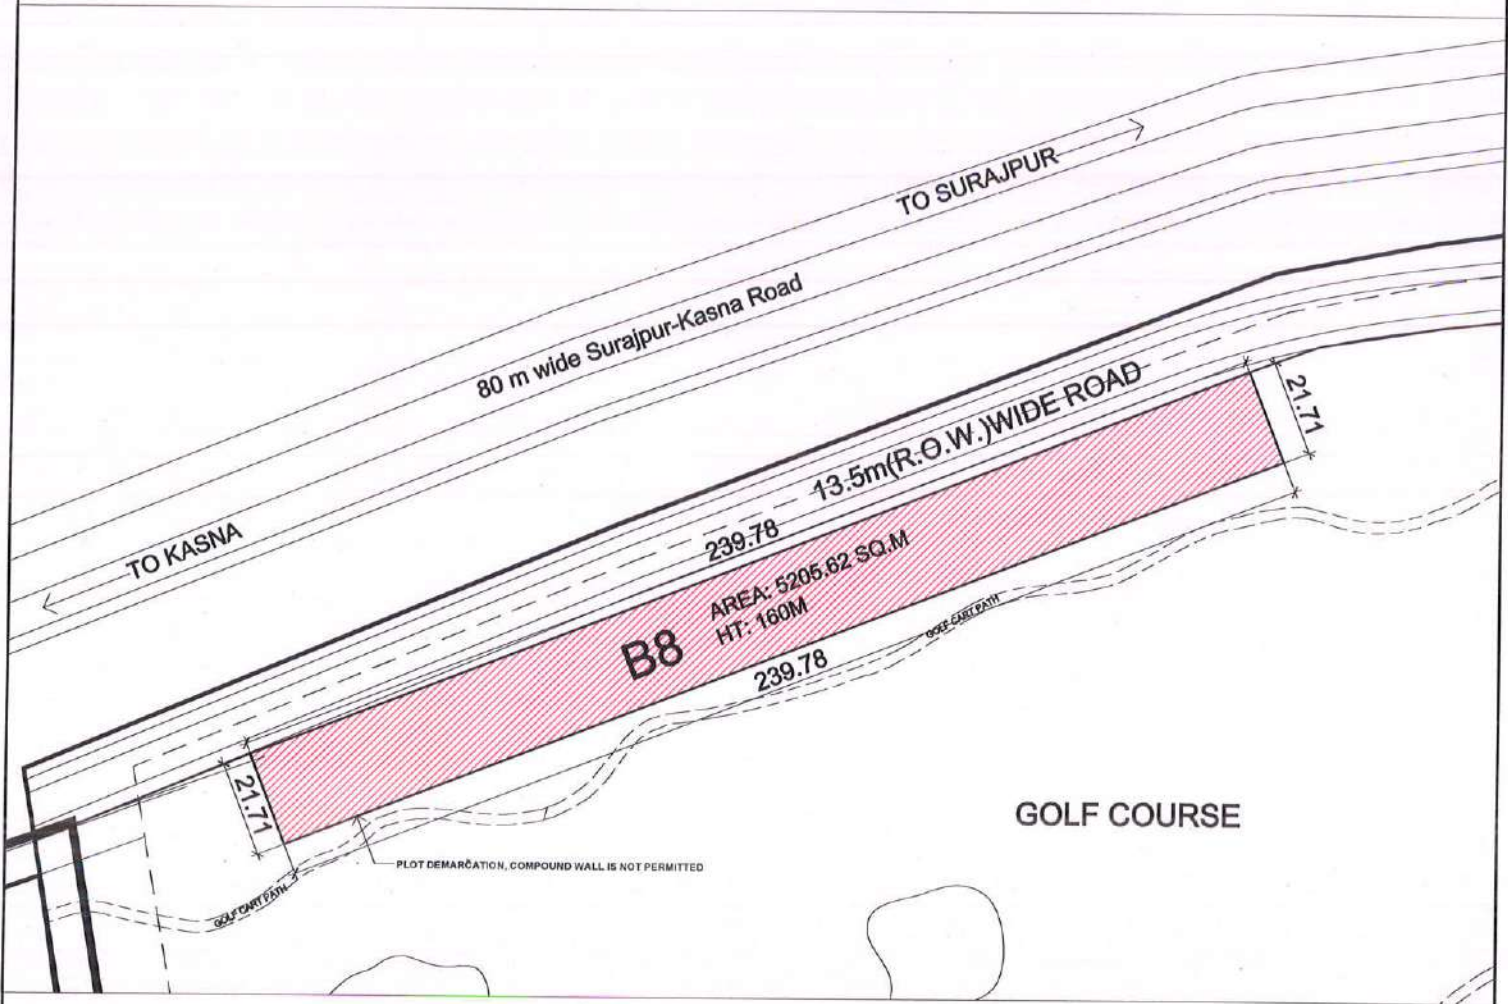 TO SURAJPUR
80 m wide Surajpur-Kasna Road
TO KASNA
13.5m(R.O.W.)WIDE ROAD
21.71
239.78
AREA: 5205.62 SQ.M
HT: 160M
B8
239.78
GOLF CART PATH
21.71
GOLF COURSE
PLOT DEMARCATION, COMPOUND WALL IS NOT PERMITTED
GOLF CART PATH